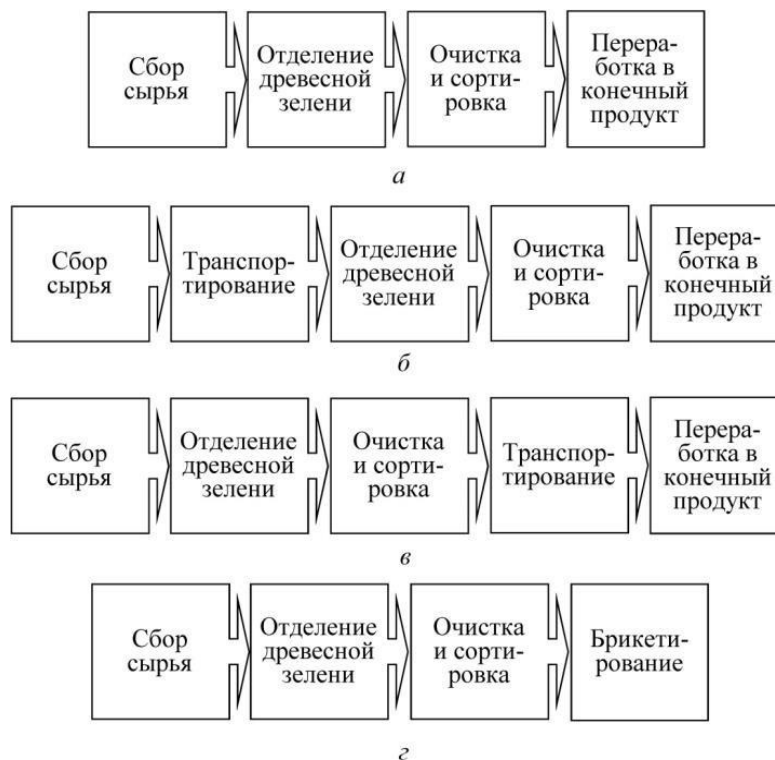 Сбор
сырья
Отделение
древесной
зелени
Очистка
и сорти-
ровка
Перера-
ботка в
конечный
продукт
а
Сбор
сырья
Транспор-
тирование
Отделение
древесной
зелени
Очистка
и сорти-
ровка
Перера-
ботка в
конечный
продукт
б
Сбор
сырья
Отделение
древесной
зелени
Очистка
и сорти-
ровка
Транспор-
тирование
Перера-
ботка в
конечный
продукт
в
Сбор
сырья
Отделение
древесной
зелени
Очистка
и сорти-
ровка
Брикети-
рование
г